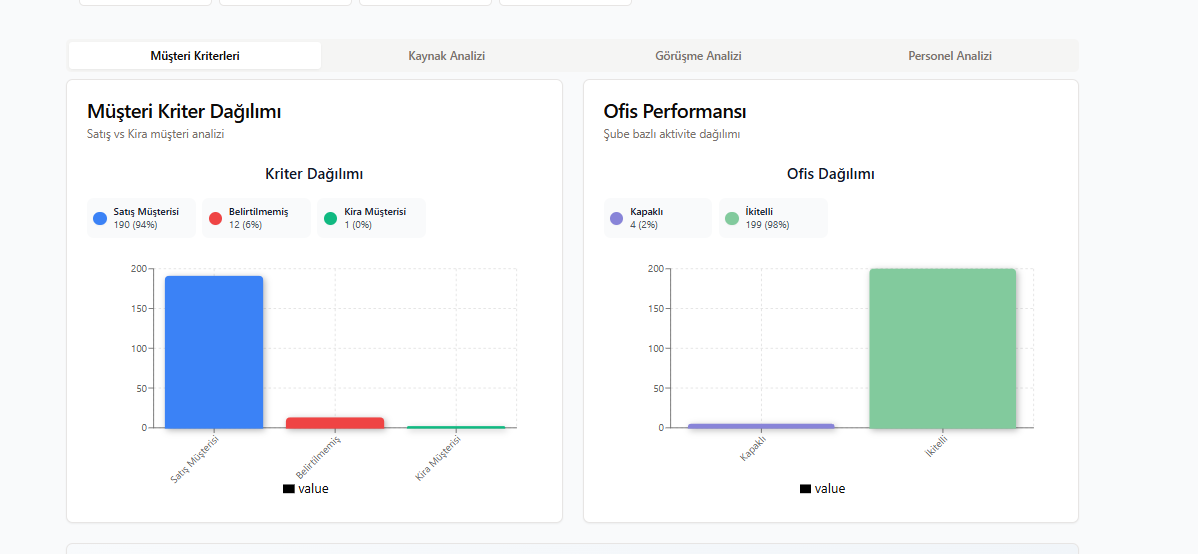 Müşteri Kriterleri
Kaynak Analizi
Görüşme Analizi
Personel Analizi
Müşteri Kriter Dağılımı
Satış vs Kira müşteri analizi
Kriter Dağılımı
Satış Müşterisi
190 (94%)
Belirtilmemiş
12 (6%)
Kira Müşterisi
1 (0%)
200
150
100
50
0
Satış Müşterisi
Belirtilmemiş
Kira Müşterisi
value
Ofis Performansı
Şube bazlı aktivite dağılımı
Ofis Dağılımı
Kapaklı
4 (2%)
İkitelli
199 (98%)
200
150
100
50
0
Kapaklı
İkitelli
value